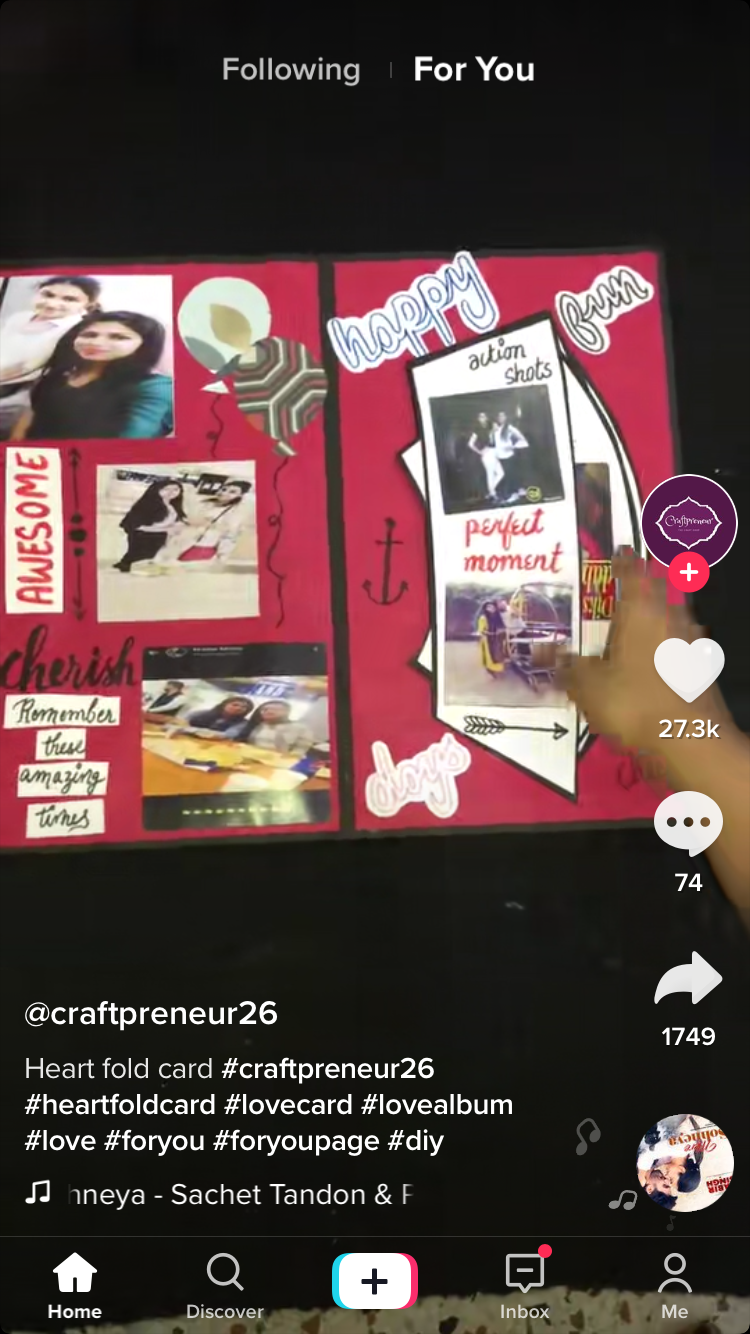 Following
For You
happy
fun
action
shots
perfect
moment
days
AWESOME
cherish
Remember
these
amazing
times
Craftpreneur
27.3k
74
1749
@craftpreneur26
Heart fold card #craftpreneur26
#heartfoldcard #lovecard #lovealbum
#love #foryou #foryoupage #diy
hneya - Sachet Tandon & P
Home
Discover
Inbox
Me